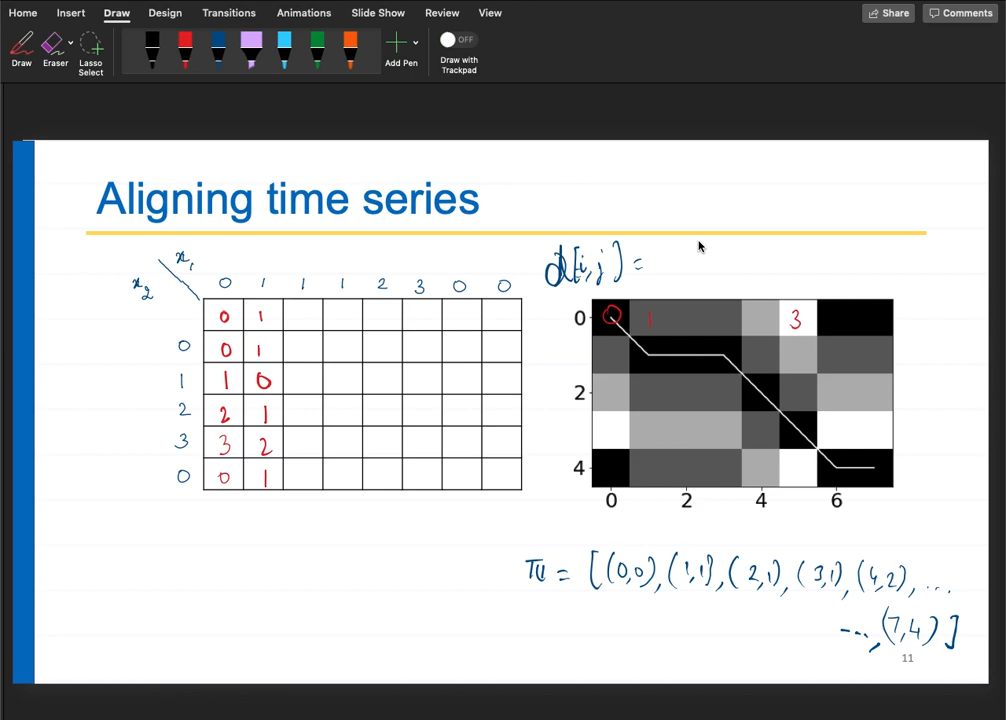 Home Insert Draw Design Transitions Animations Slide Show Review View Share Comments
Draw Eraser Lasso Select Add Pen OFF Draw with Trackpad
Aligning time series
d[i,j] =
x1
x2
0 1 1 1 2 3 0 0
0 1
0 0 1
1 1 0
2 2 1
3 3 2
0 0 1
0 1 3
0
2
4
0 2 4 6
π = [(0,0), (1,1), (2,1), (3,1), (4,2), ...
..., (7,4)]
11